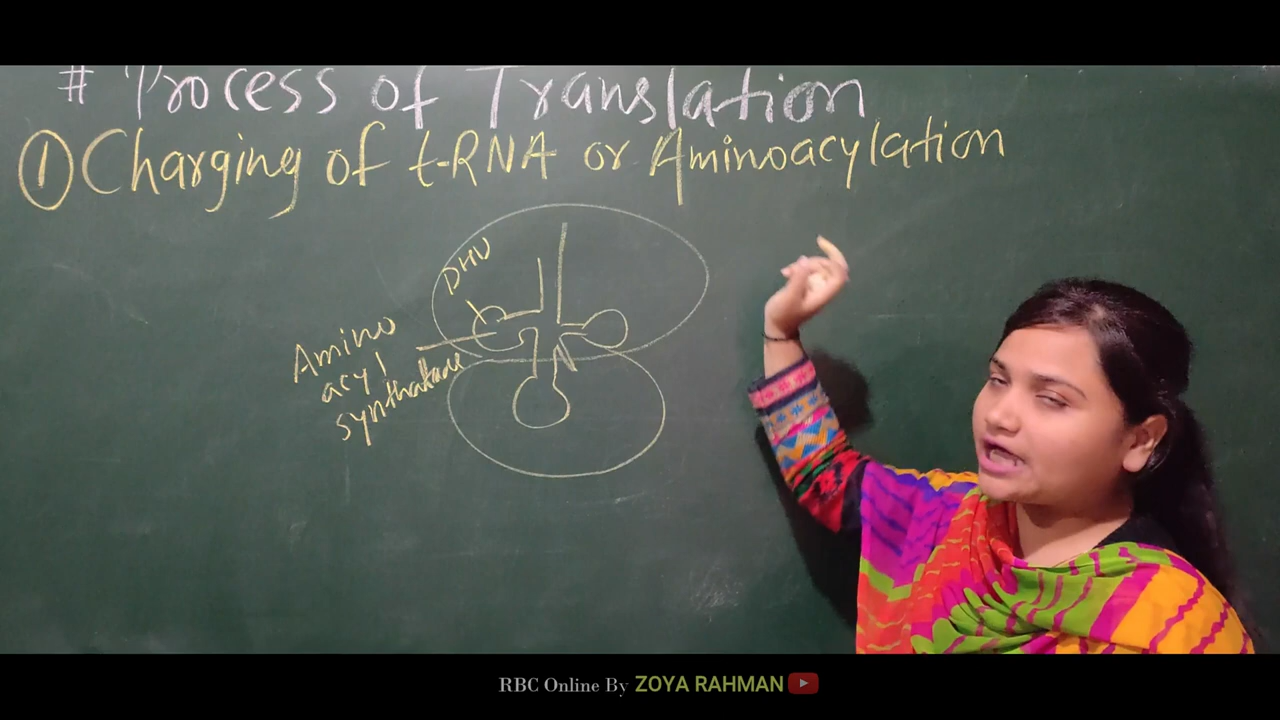 # Process of Translation
① Charging of t-RNA or Aminoacylation
DHU
Amino
acyl
synthatase
RBC Online By ZOYA RAHMAN